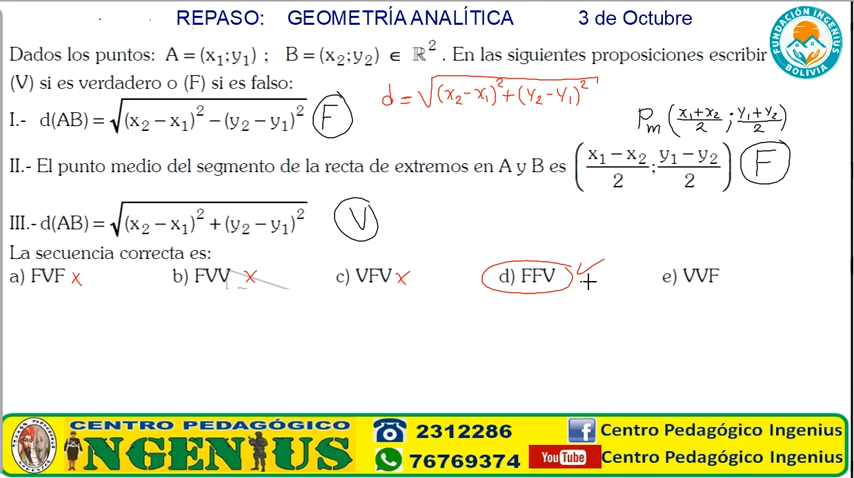 REPASO: GEOMETRÍA ANALÍTICA 3 de Octubre
FUNDACIÓN INGENIUS
BOLIVIA
Dados los puntos: A = (x₁;y₁) ; B = (x₂;y₂) ∈ ℝ². En las siguientes proposiciones escribir
(V) si es verdadero o (F) si es falso:
d = √((x₂-x₁)²+(y₂-y₁)²)
I.- d(AB) = √((x₂ − x₁)² − (y₂ − y₁)²) F
Pm (x₁+x₂/2 ; y₁+y₂/2)
II.- El punto medio del segmento de la recta de extremos en A y B es (x₁ − x₂/2 ; y₁ − y₂/2) F
III.- d(AB) = √((x₂ − x₁)² + (y₂ − y₁)²) V
La secuencia correcta es:
a) FVF x b) FVV x c) VFV x d) FFV ✓ e) VVF
CENTRO PEDAGÓGICO
INGENIUS
2312286
76769374
Centro Pedagógico Ingenius
YouTube Centro Pedagógico Ingenius